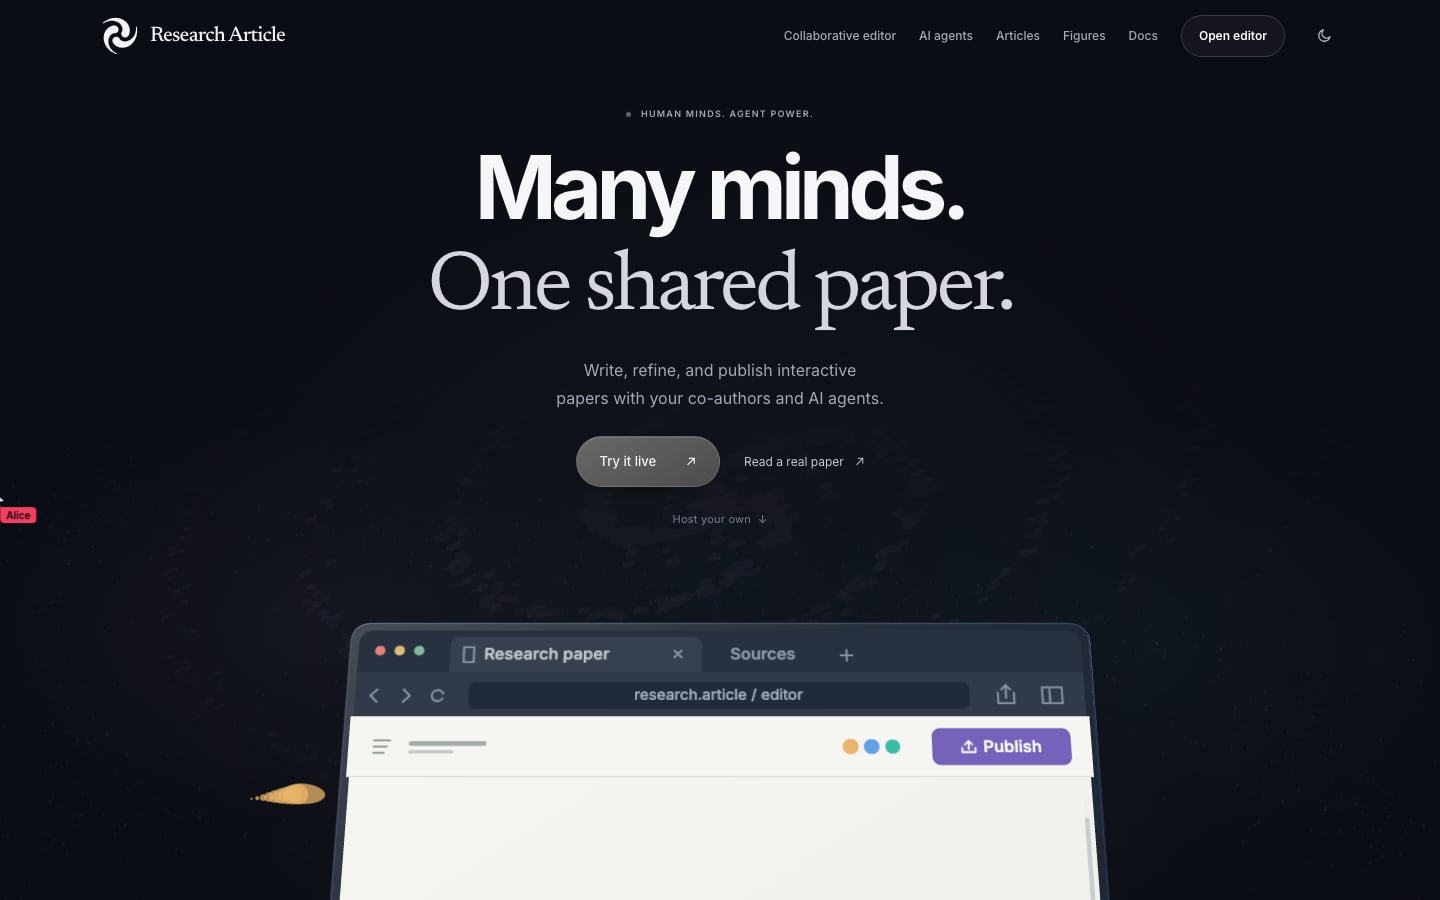 Research Article
Collaborative editor
AI agents
Articles
Figures
Docs
Open editor
HUMAN MINDS. AGENT POWER.
Many minds.
One shared paper.
Write, refine, and publish interactive
papers with your co-authors and AI agents.
Try it live
Read a real paper
Alice
Host your own
Research paper
Sources
research.article / editor
Publish